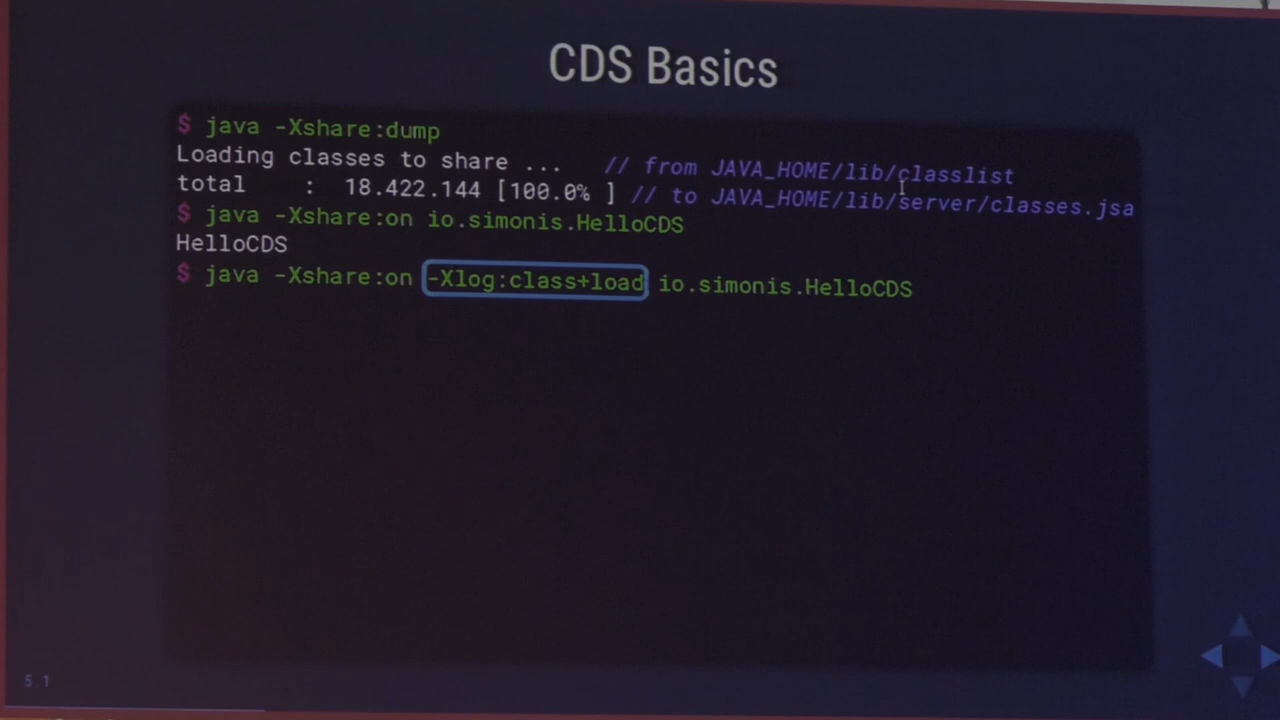 CDS Basics
$ java -Xshare:dump
Loading classes to share ... // from JAVA_HOME/lib/classlist
total : 18.422.144 [100.0% ] // to JAVA_HOME/lib/server/classes.jsa
$ java -Xshare:on io.simonis.HelloCDS
HelloCDS
$ java -Xshare:on -Xlog:class+load io.simonis.HelloCDS
5.1